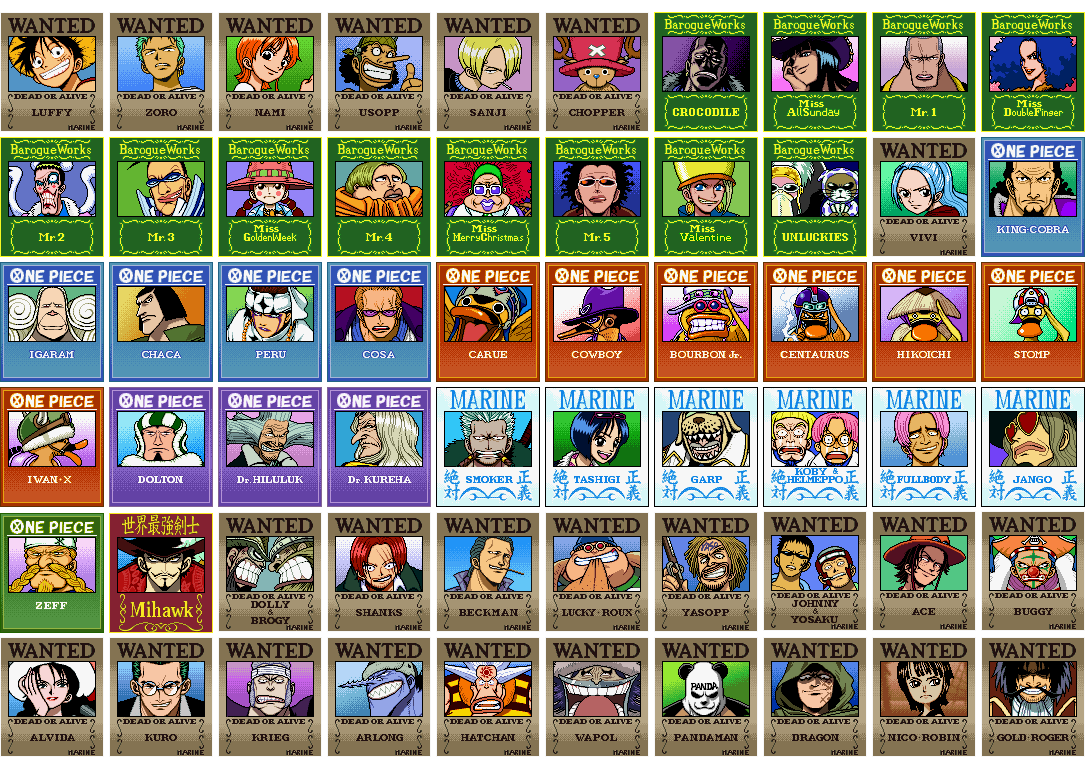 WANTED
DEAD OR ALIVE
LUFFY
MARINE
WANTED
DEAD OR ALIVE
ZORO
MARINE
WANTED
DEAD OR ALIVE
NAMI
MARINE
WANTED
DEAD OR ALIVE
USOPP
MARINE
WANTED
DEAD OR ALIVE
SANJI
MARINE
WANTED
DEAD OR ALIVE
CHOPPER
MARINE
BaroqueWorks
CROCODILE
BaroqueWorks
Miss
AllSunday
BaroqueWorks
Mr.1
BaroqueWorks
Miss
DoubleFinger
BaroqueWorks
Mr.2
BaroqueWorks
Mr.3
BaroqueWorks
Miss
GoldenWeek
BaroqueWorks
Mr.4
BaroqueWorks
Miss
MerryChristmas
BaroqueWorks
Mr.5
BaroqueWorks
Miss
Valentine
BaroqueWorks
UNLUCKIES
WANTED
DEAD OR ALIVE
VIVI
MARINE
ONE PIECE
KING·COBRA
ONE PIECE
IGARAM
ONE PIECE
CHACA
ONE PIECE
PERU
ONE PIECE
COSA
ONE PIECE
CARUE
ONE PIECE
COWBOY
ONE PIECE
BOURBON Jr.
ONE PIECE
CENTAURUS
ONE PIECE
HIKOICHI
ONE PIECE
STOMP
ONE PIECE
IWAN·X
ONE PIECE
DOLTON
ONE PIECE
Dr.HILULUK
ONE PIECE
Dr.KUREHA
MARINE
絶対 SMOKER 正義
MARINE
絶対 TASHIGI 正義
MARINE
絶対 GARP 正義
MARINE
絶対 KOBY & HELMEPPO 正義
MARINE
絶対 FULLBODY 正義
MARINE
絶対 JANGO 正義
ONE PIECE
ZEFF
世界最強剣士
Mihawk
WANTED
DEAD OR ALIVE
DOLLY
&
BROGY
MARINE
WANTED
DEAD OR ALIVE
SHANKS
MARINE
WANTED
DEAD OR ALIVE
BECKMAN
MARINE
WANTED
DEAD OR ALIVE
LUCKY·ROUX
MARINE
WANTED
DEAD OR ALIVE
YASOPP
MARINE
WANTED
DEAD OR ALIVE
JOHNNY
&
YOSAKU
MARINE
WANTED
DEAD OR ALIVE
ACE
MARINE
WANTED
DEAD OR ALIVE
BUGGY
MARINE
WANTED
DEAD OR ALIVE
ALVIDA
MARINE
WANTED
DEAD OR ALIVE
KURO
MARINE
WANTED
DEAD OR ALIVE
KRIEG
MARINE
WANTED
DEAD OR ALIVE
ARLONG
MARINE
WANTED
DEAD OR ALIVE
HATCHAN
MARINE
WANTED
DEAD OR ALIVE
WAPOL
MARINE
WANTED
PANDA
DEAD OR ALIVE
PANDAMAN
MARINE
WANTED
DEAD OR ALIVE
DRAGON
MARINE
WANTED
DEAD OR ALIVE
NICO·ROBIN
MARINE
WANTED
DEAD OR ALIVE
GOLD·ROGER
MARINE